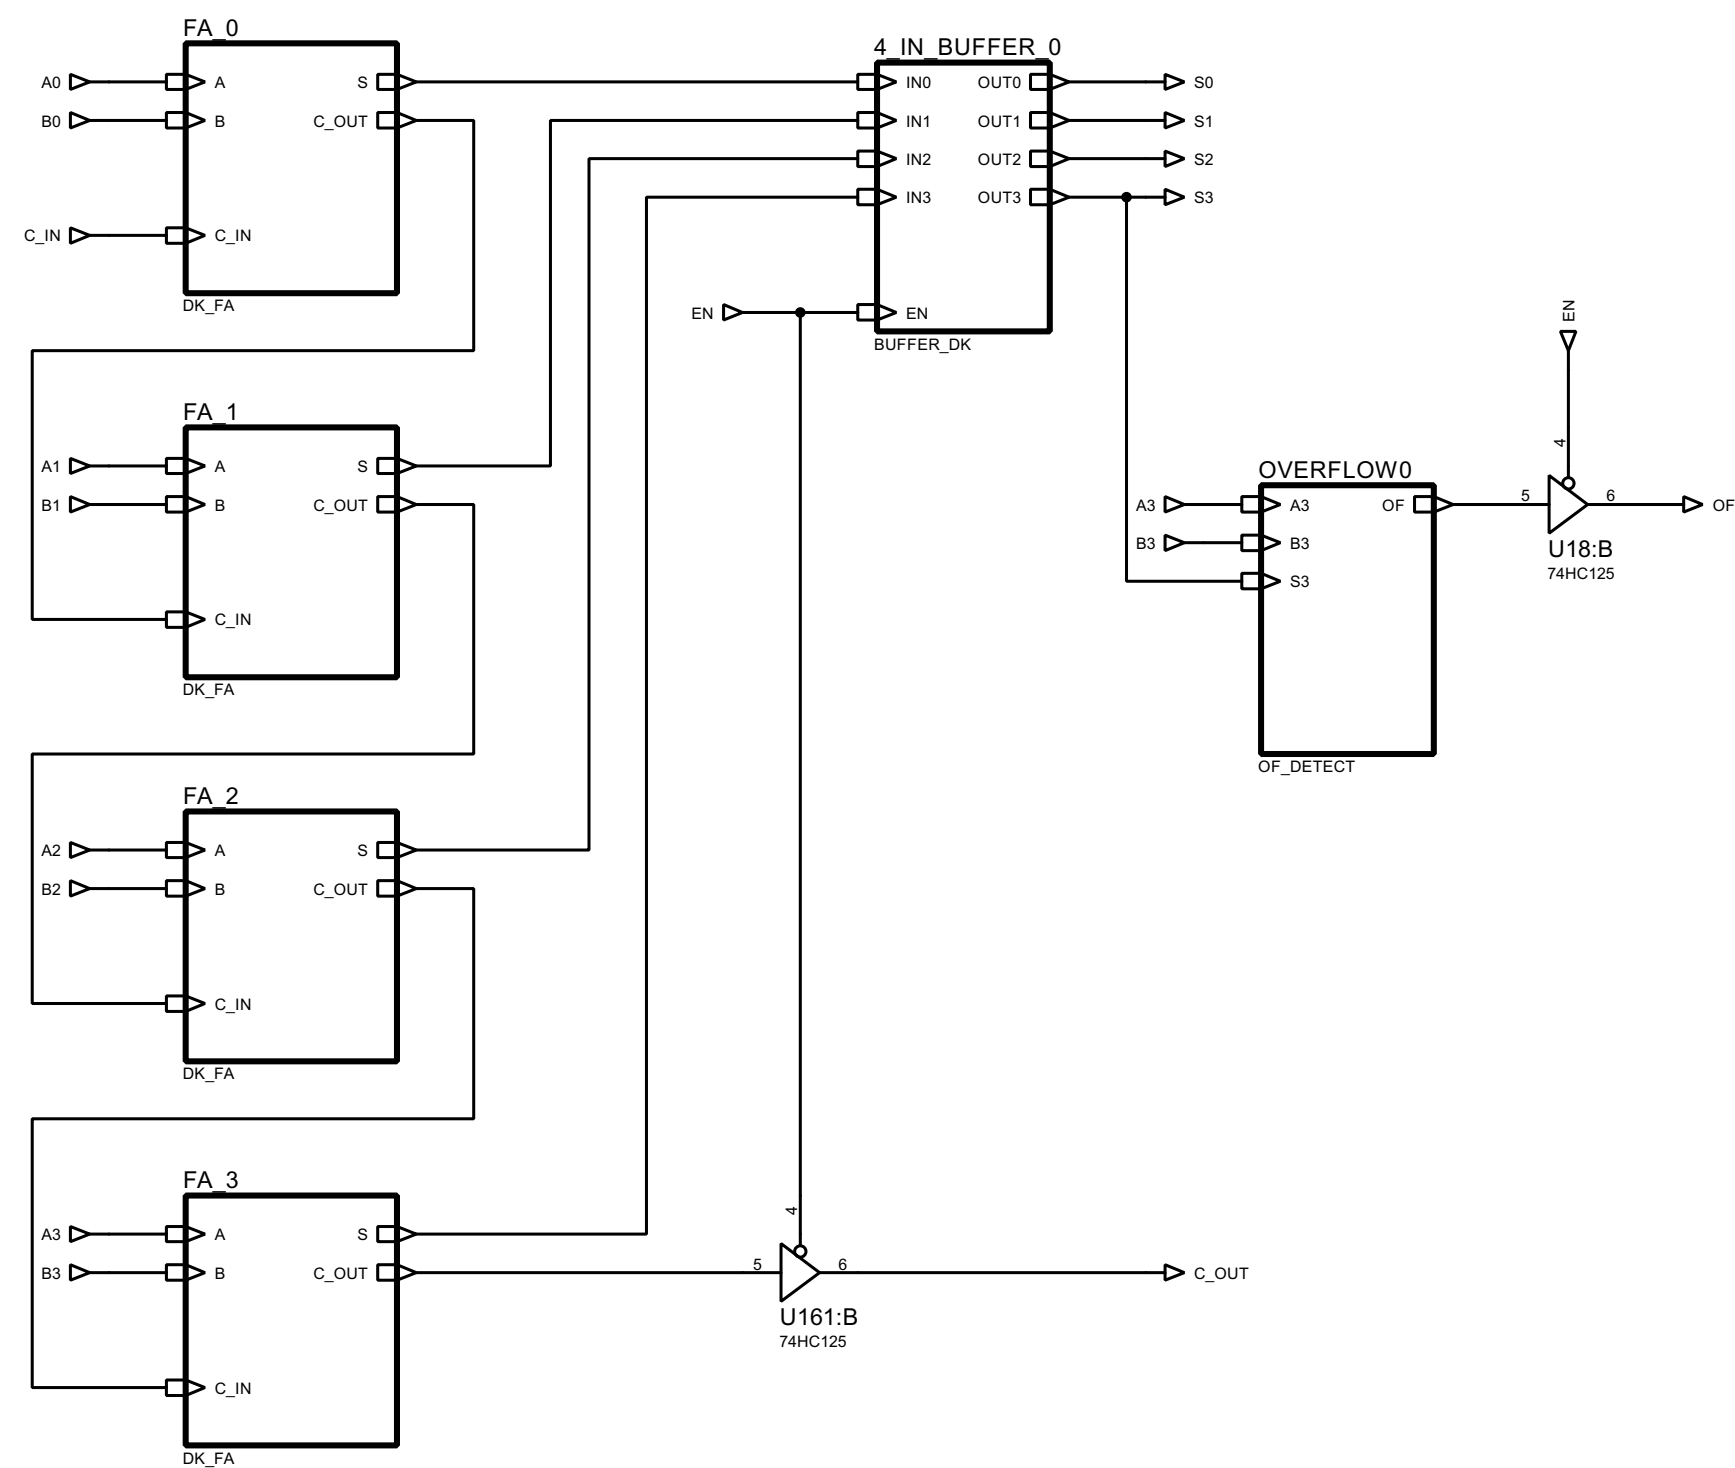 FA_0
A0 A S
B0 B C_OUT
C_IN C_IN
DK_FA
4_IN_BUFFER_0
IN0 OUT0 S0
IN1 OUT1 S1
IN2 OUT2 S2
IN3 OUT3 S3
EN EN
BUFFER_DK
FA_1
A1 A S
B1 B C_OUT
C_IN
DK_FA
EN
4
OVERFLOW0
A3 A3 OF 5 6 OF
B3 B3
S3
U18:B
74HC125
OF_DETECT
FA_2
A2 A S
B2 B C_OUT
C_IN
DK_FA
FA_3
A3 A S
B3 B C_OUT
C_IN
DK_FA
4
5 6 C_OUT
U161:B
74HC125